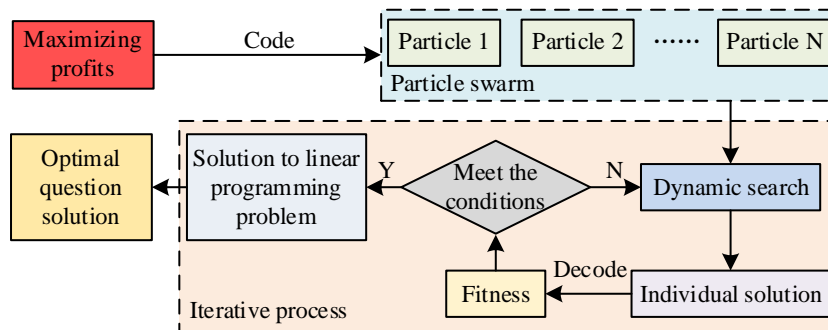 Maximizing
profits
Code
Particle 1
Particle 2
······
Particle N
Particle swarm
Optimal
question
solution
Solution to linear
programming
problem
Y
Meet the
conditions
N
Dynamic search
Decode
Fitness
Individual solution
Iterative process